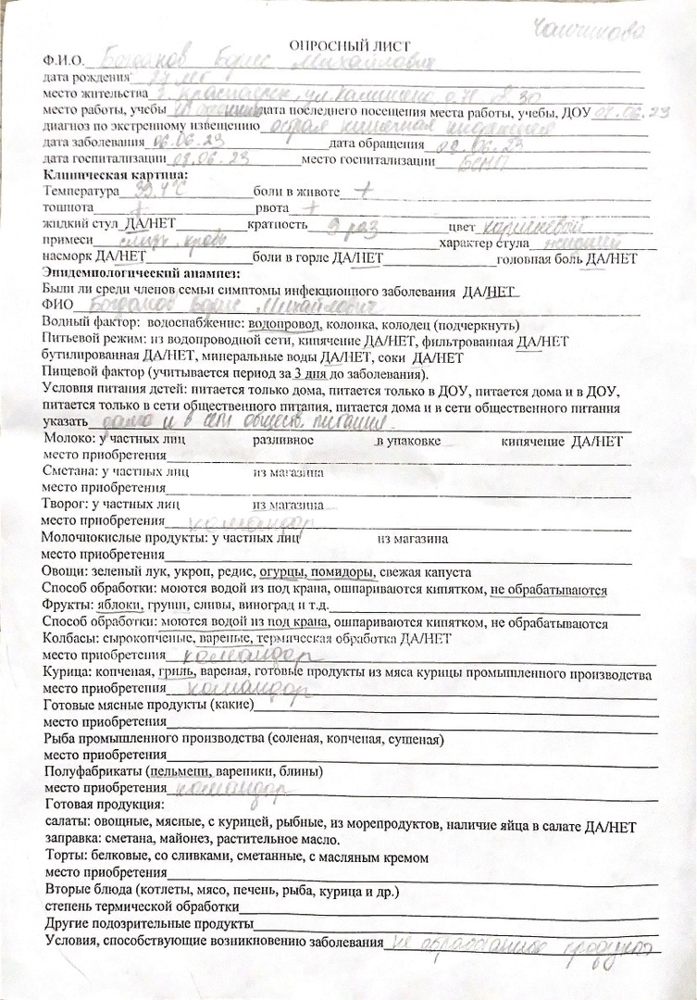 Чанчикова
ОПРОСНЫЙ ЛИСТ
Ф.И.О. Богданов Борис Михайлович
дата рождения 27 лет
место жительства г. ул. Калинина д. кв 30
место работы, учебы дата последнего посещения места работы, учебы, ДОУ 07.06.23
диагноз по экстренному извещению острая кишечная инфекция
дата заболевания 06.06.23 дата обращения 08.06.23
дата госпитализации 08.06.23 место госпитализации БСМП
Клиническая картина:
Температура 39.4°C боли в животе +
тошнота + рвота +
жидкий стул ДА/НЕТ кратность 9 раз цвет коричневый
примеси слизь, кровь характер стула жидкий
насморк ДА/НЕТ боли в горле ДА/НЕТ головная боль ДА/НЕТ
Эпидемиологический анамнез:
Были ли среди членов семьи симптомы инфекционного заболевания ДА/НЕТ
ФИО Богданов Борис Михайлович
Водный фактор: водоснабжение: водопровод, колонка, колодец (подчеркнуть)
Питьевой режим: из водопроводной сети, кипячение ДА/НЕТ, фильтрованная ДА/НЕТ
бутилированная ДА/НЕТ, минеральные воды ДА/НЕТ, соки ДА/НЕТ
Пищевой фактор (учитывается период за 3 дня до заболевания).
Условия питания детей: питается только дома, питается только в ДОУ, питается дома и в ДОУ,
питается только в сети общественного питания, питается дома и в сети общественного питания
указать дома и в сети обществ. питания.
Молоко: у частных лиц разливное в упаковке кипячение ДА/НЕТ
место приобретения
Сметана: у частных лиц из магазина
место приобретения
Творог: у частных лиц из магазина
место приобретения командор
Молочнокислые продукты: у частных лиц из магазина
место приобретения
Овощи: зеленый лук, укроп, редис, огурцы, помидоры, свежая капуста
Способ обработки: моются водой из под крана, ошпариваются кипятком, не обрабатываются
Фрукты: яблоки, груши, сливы, виноград и т.д.
Способ обработки: моются водой из под крана, ошпариваются кипятком, не обрабатываются
Колбасы: сырокопченые, вареные, термическая обработка ДА/НЕТ
место приобретения командор
Курица: копченая, гриль, вареная, готовые продукты из мяса курицы промышленного производства
место приобретения командор
Готовые мясные продукты (какие)
место приобретения
Рыба промышленного производства (соленая, копченая, сушеная)
место приобретения
Полуфабрикаты (пельмени, вареники, блины)
место приобретения командор
Готовая продукция:
салаты: овощные, мясные, с курицей, рыбные, из морепродуктов, наличие яйца в салате ДА/НЕТ
заправка: сметана, майонез, растительное масло.
Торты: белковые, со сливками, сметанные, с масляным кремом
место приобретения
Вторые блюда (котлеты, мясо, печень, рыба, курица и др.)
степень термической обработки
Другие подозрительные продукты
Условия, способствующие возникновению заболевания не обработанные продукты